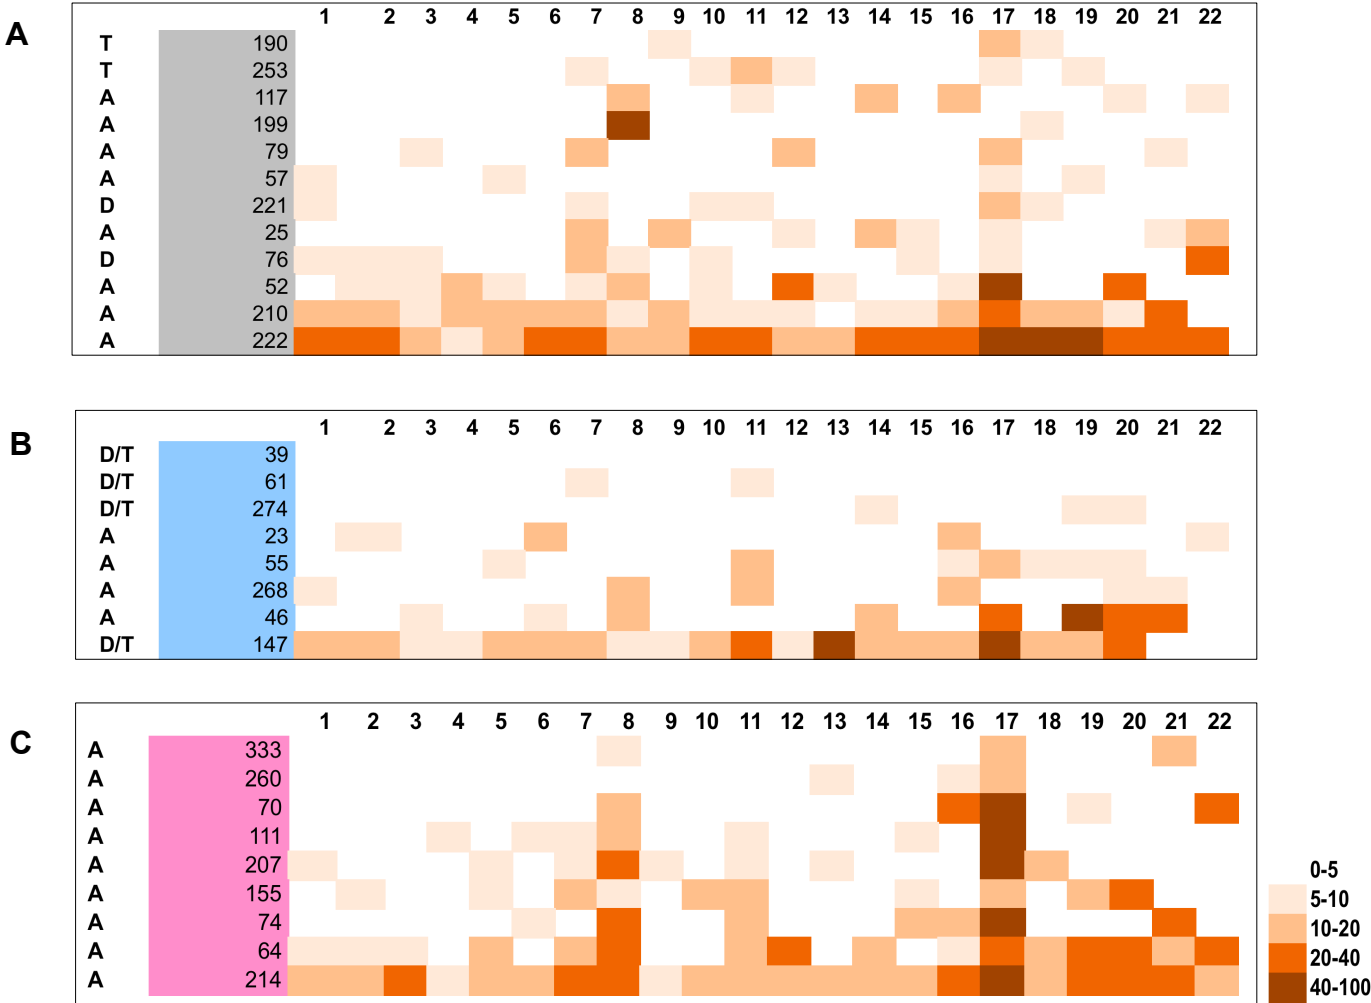 A
1 2 3 4 5 6 7 8 9 10 11 12 13 14 15 16 17 18 19 20 21 22
T 190
T 253
A 117
A 199
A 79
A 57
D 221
A 25
D 76
A 52
A 210
A 222
B
1 2 3 4 5 6 7 8 9 10 11 12 13 14 15 16 17 18 19 20 21 22
D/T 39
D/T 61
D/T 274
A 23
A 55
A 268
A 46
D/T 147
C
1 2 3 4 5 6 7 8 9 10 11 12 13 14 15 16 17 18 19 20 21 22
A 333
A 260
A 70
A 111
A 207
A 155
A 74
A 64
A 214
0-5
5-10
10-20
20-40
40-100